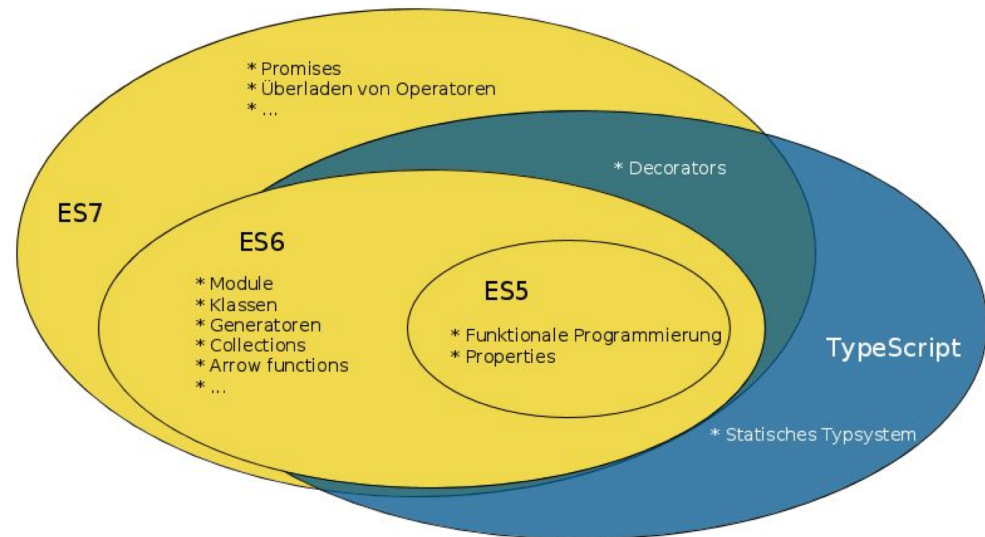 * Promises
* Überladen von Operatoren
* ...
* Decorators
ES7
ES6
* Module
* Klassen
* Generatoren
* Collections
* Arrow functions
* ...
ES5
* Funktionale Programmierung
* Properties
TypeScript
* Statisches Typsystem